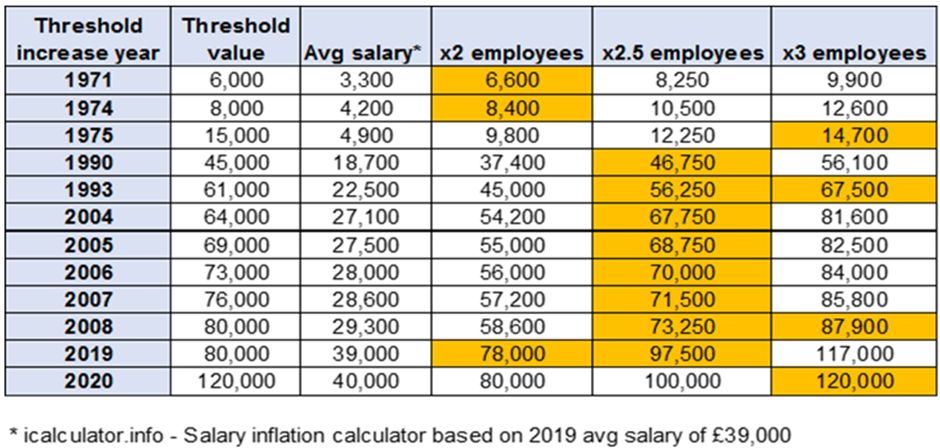 Threshold increase year | Threshold value | Avg salary* | x2 employees | x2.5 employees | x3 employees
1971 | 6,000 | 3,300 | 6,600 | 8,250 | 9,900
1974 | 8,000 | 4,200 | 8,400 | 10,500 | 12,600
1975 | 15,000 | 4,900 | 9,800 | 12,250 | 14,700
1990 | 45,000 | 18,700 | 37,400 | 46,750 | 56,100
1993 | 61,000 | 22,500 | 45,000 | 56,250 | 67,500
2004 | 64,000 | 27,100 | 54,200 | 67,750 | 81,600
2005 | 69,000 | 27,500 | 55,000 | 68,750 | 82,500
2006 | 73,000 | 28,000 | 56,000 | 70,000 | 84,000
2007 | 76,000 | 28,600 | 57,200 | 71,500 | 85,800
2008 | 80,000 | 29,300 | 58,600 | 73,250 | 87,900
2019 | 80,000 | 39,000 | 78,000 | 97,500 | 117,000
2020 | 120,000 | 40,000 | 80,000 | 100,000 | 120,000
* icalculator.info - Salary inflation calculator based on 2019 avg salary of £39,000